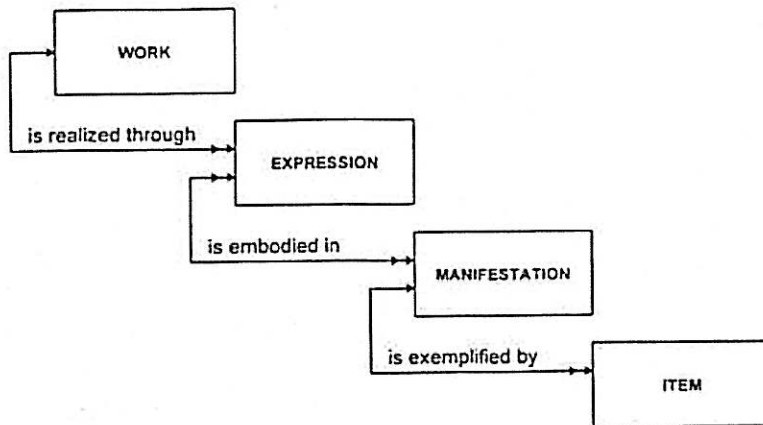 WORK
is realized through
EXPRESSION
is embodied in
MANIFESTATION
is exemplified by
ITEM